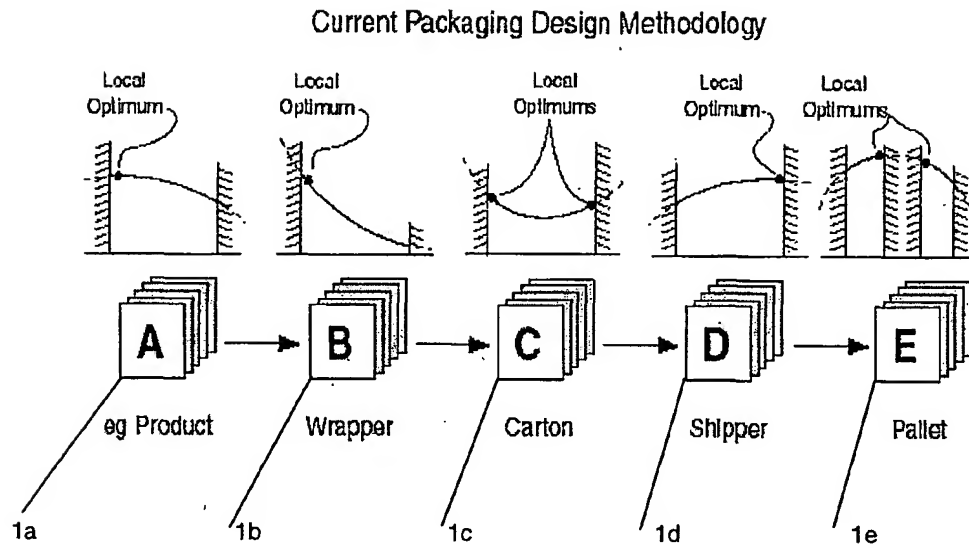 Current Packaging Design Methodology
Local
Optimum
Local
Optimum
Local
Optimums
Local
Optimum
Local
Optimums
A
B
C
D
E
eg Product
Wrapper
Carton
Shipper
Pallet
1a
1b
1c
1d
1e